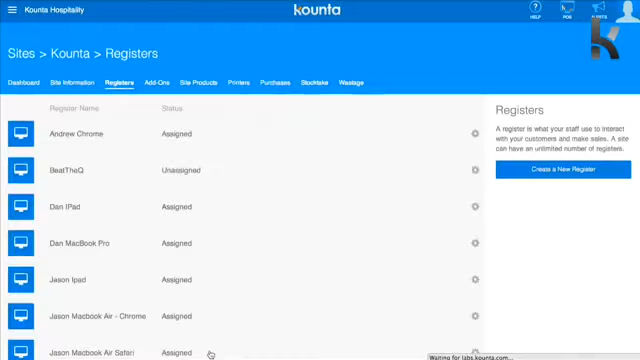 Kounta Hospitality
kounta
HELP
POS
ALERTS
Sites > Kounta > Registers
Dashboard Site Information Registers Add-Ons Site Products Printers Purchases Stocktake Wastage
Register Name Status
Andrew Chrome Assigned
BeatTheQ Unassigned
Dan IPad Assigned
Dan MacBook Pro Assigned
Jason Ipad Assigned
Jason Macbook Air - Chrome Assigned
Jason Macbook Air Safari Assigned
Registers
A register is what your staff use to interact
with your customers and make sales. A site
can have an unlimited number of registers.
Create a New Register
Waiting for labs.kounta.com...